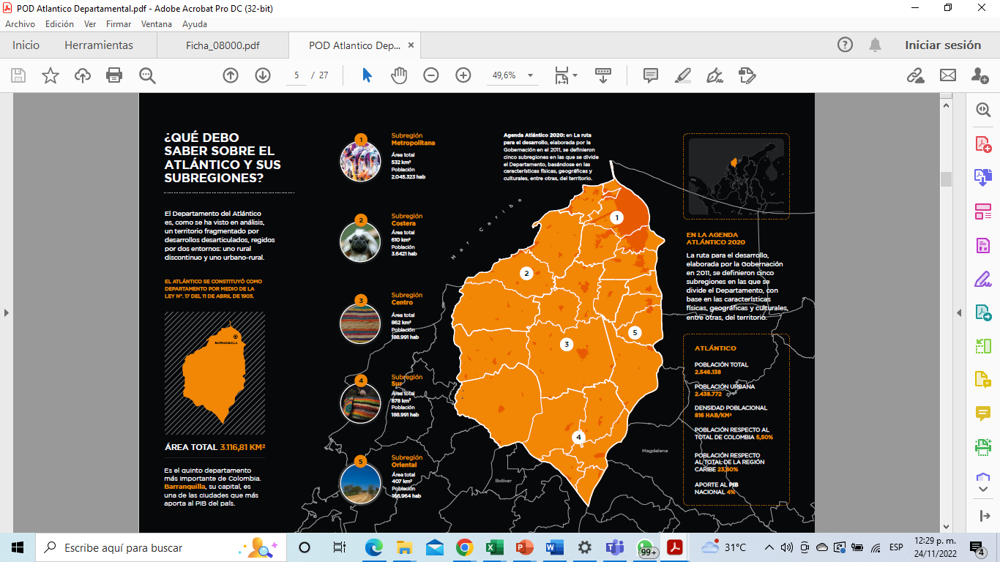 POD Atlantico Departamental.pdf - Adobe Acrobat Pro DC (32-bit)
Archivo Edición Ver Firmar Ventana Ayuda
Inicio Herramientas Ficha_08000.pdf POD Atlantico Dep... × Iniciar sesión
5 / 27 49,6%
¿QUÉ DEBO
SABER SOBRE EL
ATLÁNTICO Y SUS
SUBREGIONES?
El Departamento del Atlántico
es, como se ha visto en análisis,
un territorio fragmentado por
desarrollos desarticulados, regidos
por dos entornos: uno rural
discontinuo y uno urbano-rural.
EL ATLÁNTICO SE CONSTITUYÓ COMO
DEPARTAMENTO POR MEDIO DE LA
LEY Nº. 17 DEL 11 DE ABRIL DE 1905.
BARRANQUILLA
ÁREA TOTAL 3.116,81 KM²
Es el quinto departamento
más importante de Colombia.
Barranquilla, su capital, es
una de las ciudades que más
aporta al PIB del país.
1
Subregión
Metropolitana
Área total
532 km²
Población
2.045.323 hab
2
Subregión
Costera
Área total
610 km²
Población
3.6421 hab
3
Subregión
Centro
Área total
862 km²
Población
188.991 hab
4
Subregión
Sur
Área total
878 km²
Población
188.991 hab
5
Subregión
Oriental
Área total
407 km²
Población
166.964 hab
Agenda Atlántico 2020: en La ruta
para el desarrollo, elaborada por la
Gobernación en el 2011, se definieron
cinco subregiones en las que se divide
el Departamento, basándose en las
características físicas, geográficas y
culturales, entre otras, del territorio.
Mar Caribe
1
2
3
5
4
Magdalena
Bolívar
EN LA AGENDA
ATLÁNTICO 2020
La ruta para el desarrollo,
elaborada por la Gobernación
en 2011, se definieron cinco
subregiones en las que se
divide el Departamento, con
base en las características
físicas, geográficas y culturales,
entre otras, del territorio.
ATLÁNTICO
POBLACIÓN TOTAL
2.546.138
POBLACIÓN URBANA
2.438.772
DENSIDAD POBLACIONAL
816 HAB/KM²
POBLACIÓN RESPECTO AL
TOTAL DE COLOMBIA 5,50%
POBLACIÓN RESPECTO
AL TOTAL DE LA REGIÓN
CARIBE 23,60%
APORTE AL PIB
NACIONAL 4%
Escribe aquí para buscar
99+
31°C
ESP
12:29 p. m.
24/11/2022
4